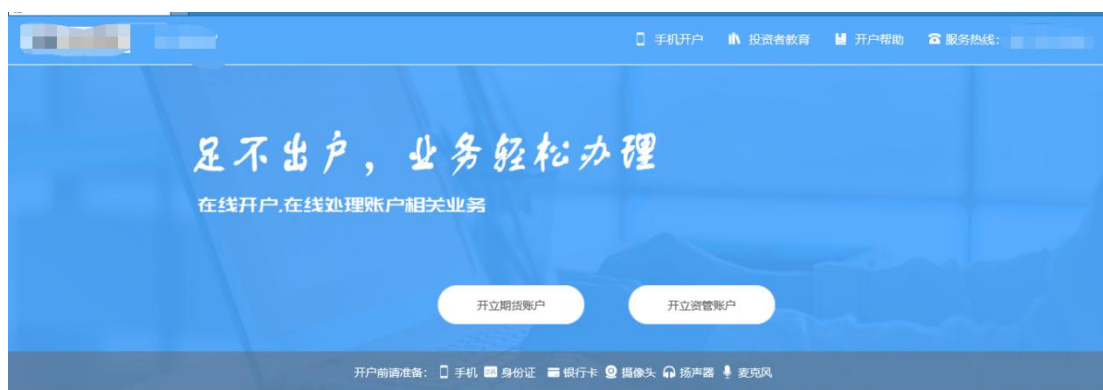 手机开户 投资者教育 开户帮助 服务热线:
足不出户，业务轻松办理
在线开户.在线处理账户相关业务
开立期货账户 开立资管账户
开户前请准备: 手机 身份证 银行卡 摄像头 扬声器 麦克风